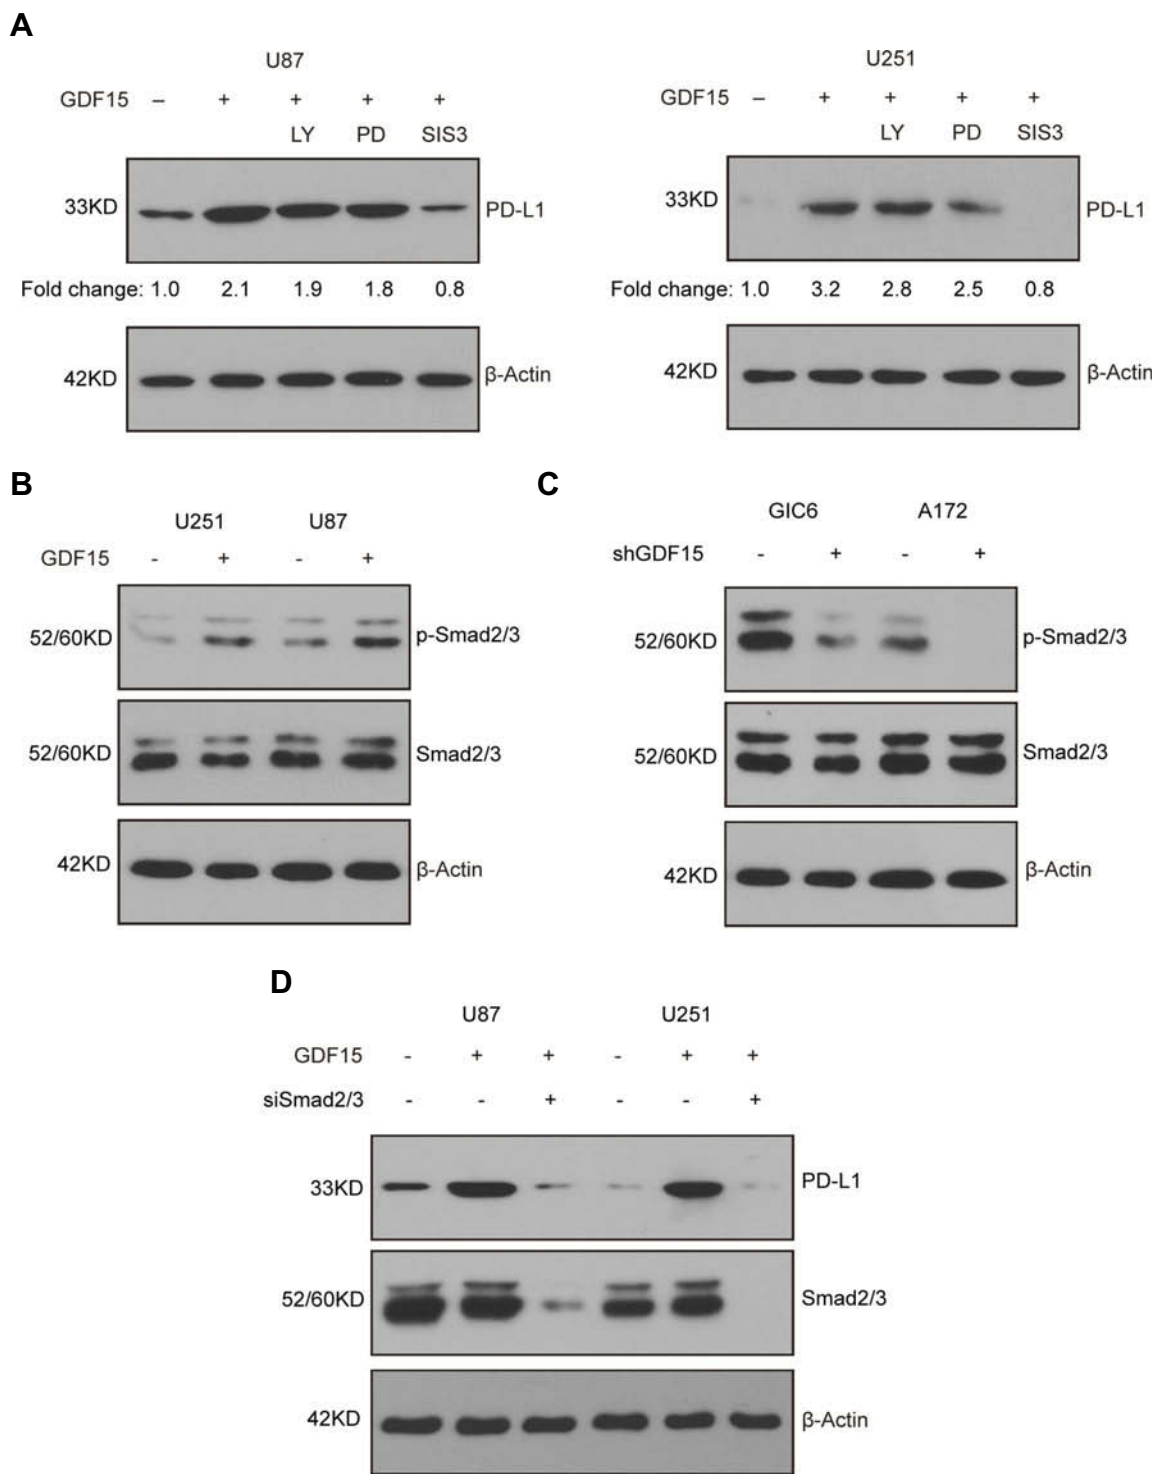 A
U87
GDF15 – + + + +
LY PD SIS3
33KD PD-L1
Fold change: 1.0 2.1 1.9 1.8 0.8
42KD β-Actin
U251
GDF15 – + + + +
LY PD SIS3
33KD PD-L1
Fold change: 1.0 3.2 2.8 2.5 0.8
42KD β-Actin
B
U251 U87
GDF15 - + - +
52/60KD p-Smad2/3
52/60KD Smad2/3
42KD β-Actin
C
GIC6 A172
shGDF15 - + - +
52/60KD p-Smad2/3
52/60KD Smad2/3
42KD β-Actin
D
U87 U251
GDF15 - + + - + +
siSmad2/3 - - + - - +
33KD PD-L1
52/60KD Smad2/3
42KD β-Actin